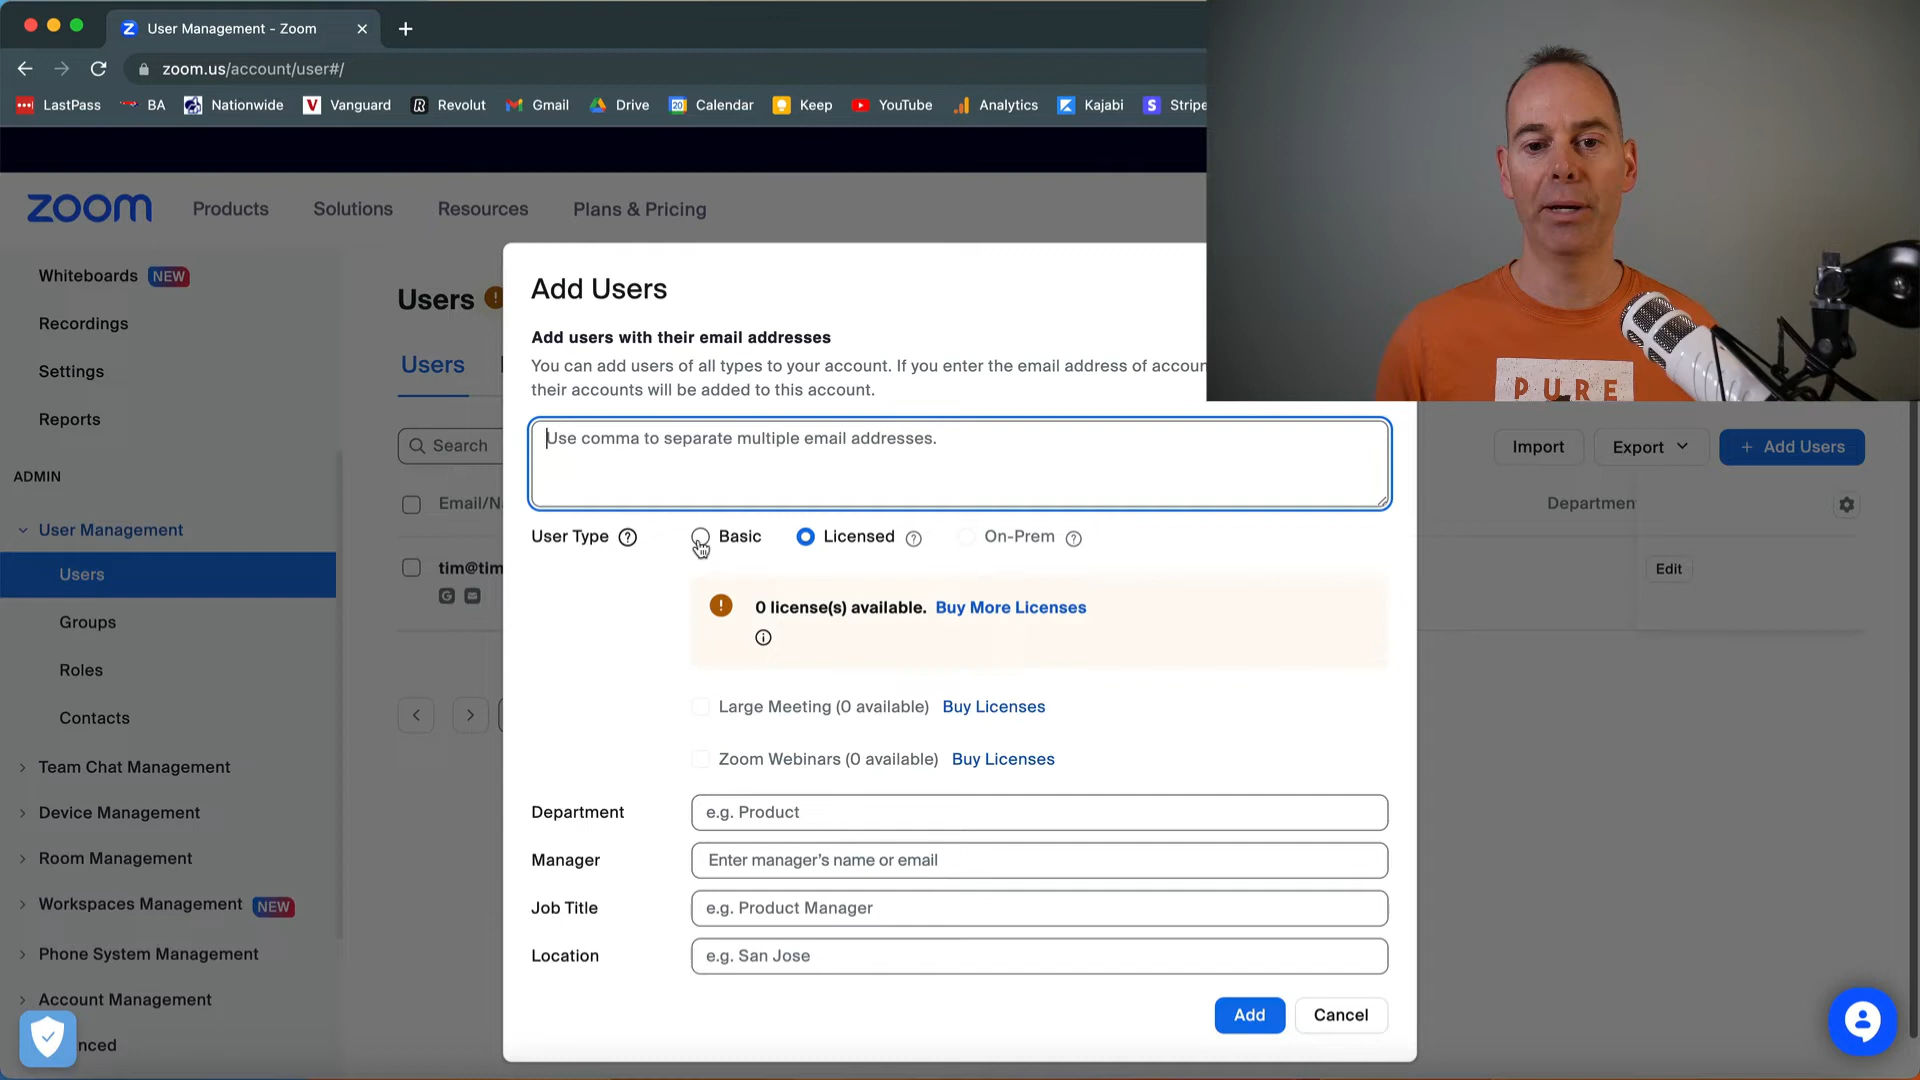 User Management - Zoom
zoom.us/account/user#/
LastPass
BA
Nationwide
Vanguard
Revolut
Gmail
Drive
Calendar
Keep
YouTube
Analytics
Kajabi
Stripe
zoom
Products
Solutions
Resources
Plans & Pricing
Whiteboards NEW
Recordings
Settings
Reports
ADMIN
User Management
Users
Groups
Roles
Contacts
Team Chat Management
Device Management
Room Management
Workspaces Management NEW
Phone System Management
Account Management
nced
Users
Users
Search
Email/N
tim@tim
Import
Export
+ Add Users
Departmen
Edit
Add Users
Add users with their email addresses
You can add users of all types to your account. If you enter the email address of accoun
their accounts will be added to this account.
Use comma to separate multiple email addresses.
User Type
Basic
Licensed
On-Prem
0 license(s) available. Buy More Licenses
Large Meeting (0 available) Buy Licenses
Zoom Webinars (0 available) Buy Licenses
Department
e.g. Product
Manager
Enter manager's name or email
Job Title
e.g. Product Manager
Location
e.g. San Jose
Add
Cancel
PURE